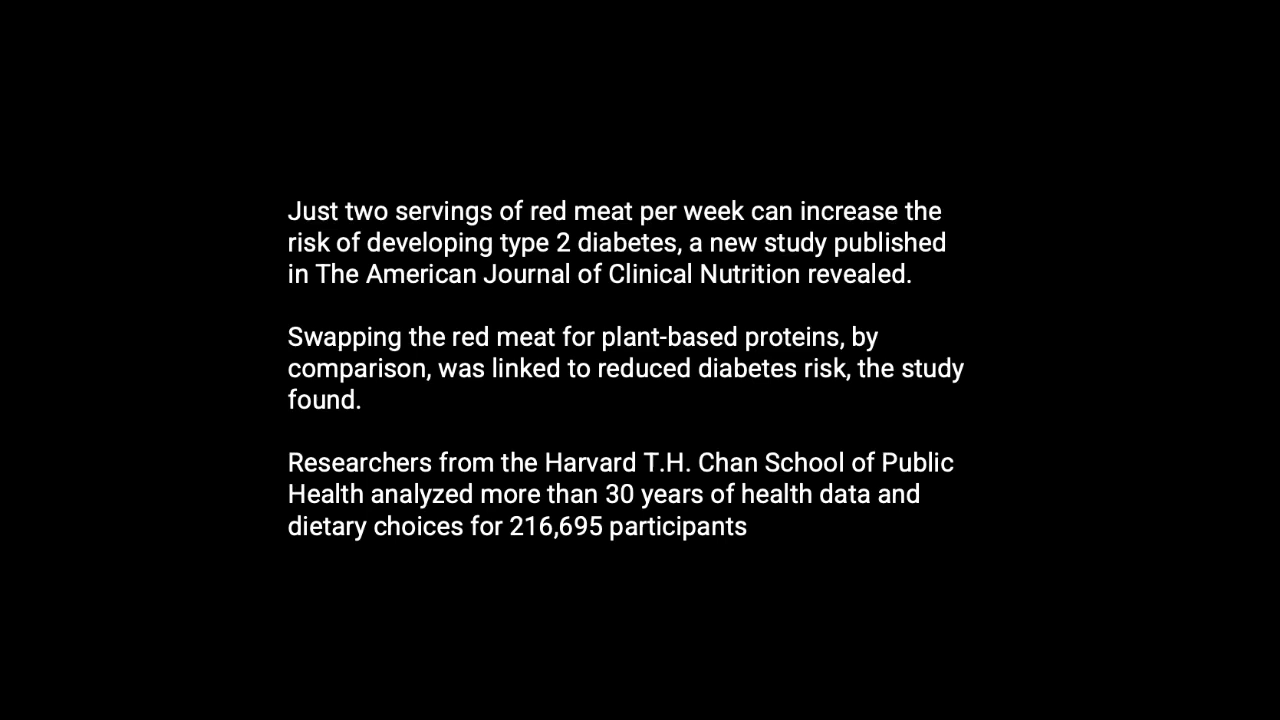 Just two servings of red meat per week can increase the
risk of developing type 2 diabetes, a new study published
in The American Journal of Clinical Nutrition revealed.
Swapping the red meat for plant-based proteins, by
comparison, was linked to reduced diabetes risk, the study
found.
Researchers from the Harvard T.H. Chan School of Public
Health analyzed more than 30 years of health data and
dietary choices for 216,695 participants